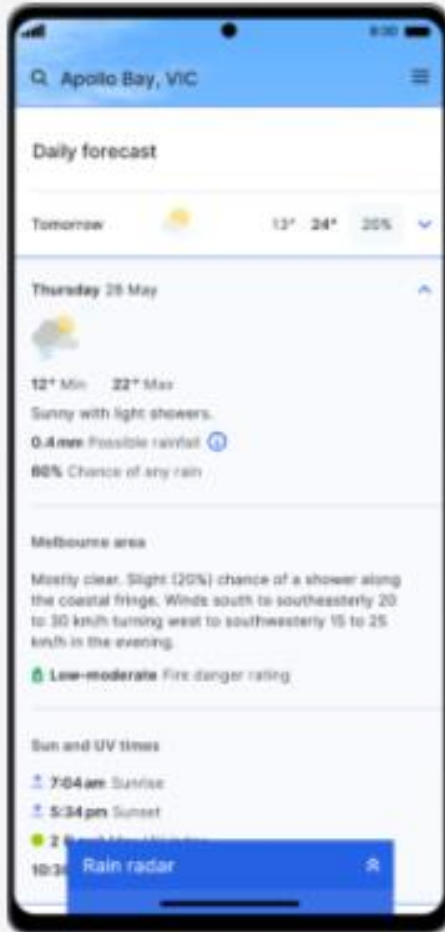 9:30
Apollo Bay, VIC
Daily forecast
Tomorrow 13° 24° 20%
Thursday 28 May
12° Min 22° Max
Sunny with light showers.
0.4mm Possible rainfall
60% Chance of any rain
Melbourne area
Mostly clear. Slight (20%) chance of a shower along
the coastal fringe. Winds south to southeasterly 20
to 30 km/h turning west to southwesterly 15 to 25
km/h in the evening.
Low-moderate Fire danger rating
Sun and UV times
7:04am Sunrise
5:34pm Sunset
2
Rain radar